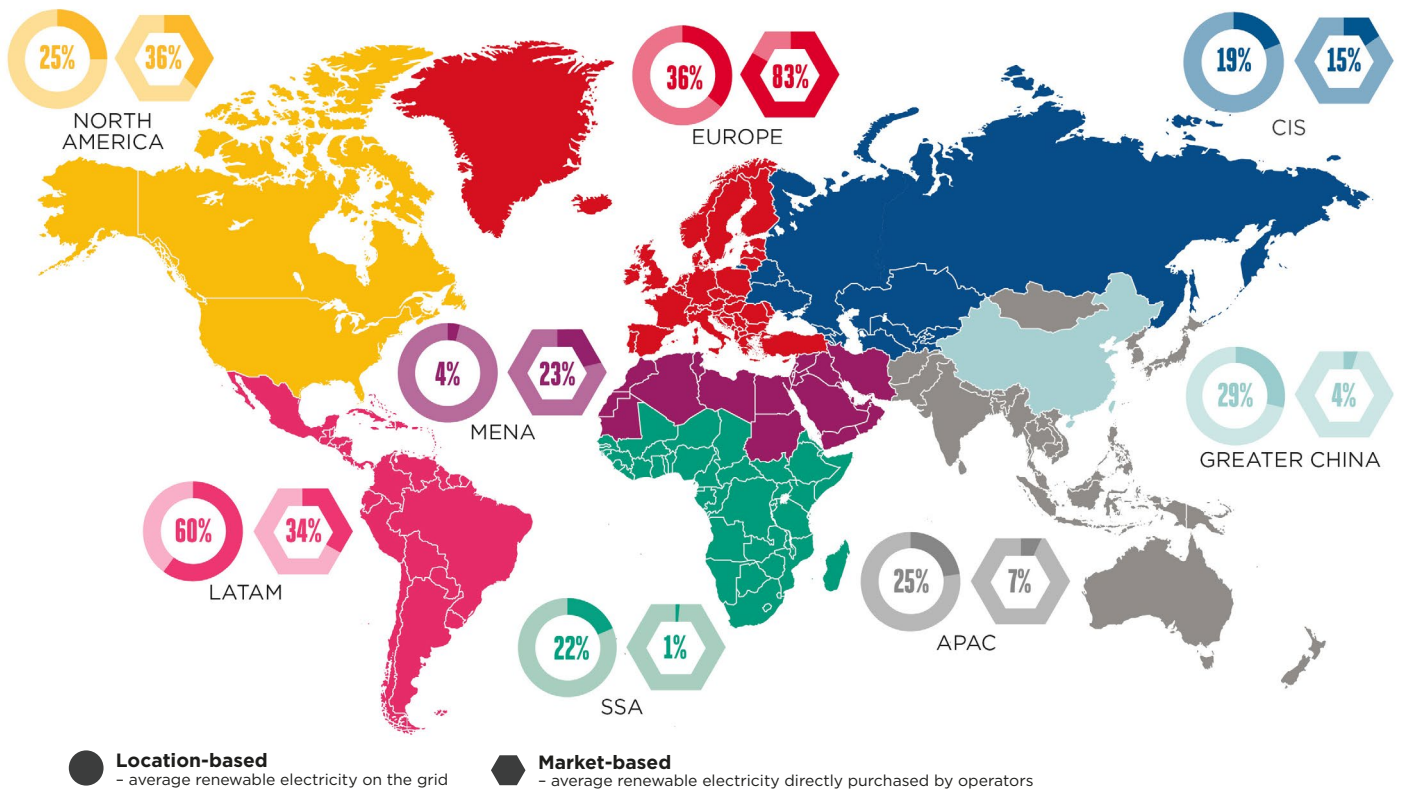 25%
36%
NORTH
AMERICA
36%
83%
EUROPE
19%
15%
CIS
4%
23%
MENA
29%
4%
GREATER CHINA
60%
34%
LATAM
25%
7%
APAC
22%
1%
SSA
Location-based
– average renewable electricity on the grid
Market-based
– average renewable electricity directly purchased by operators